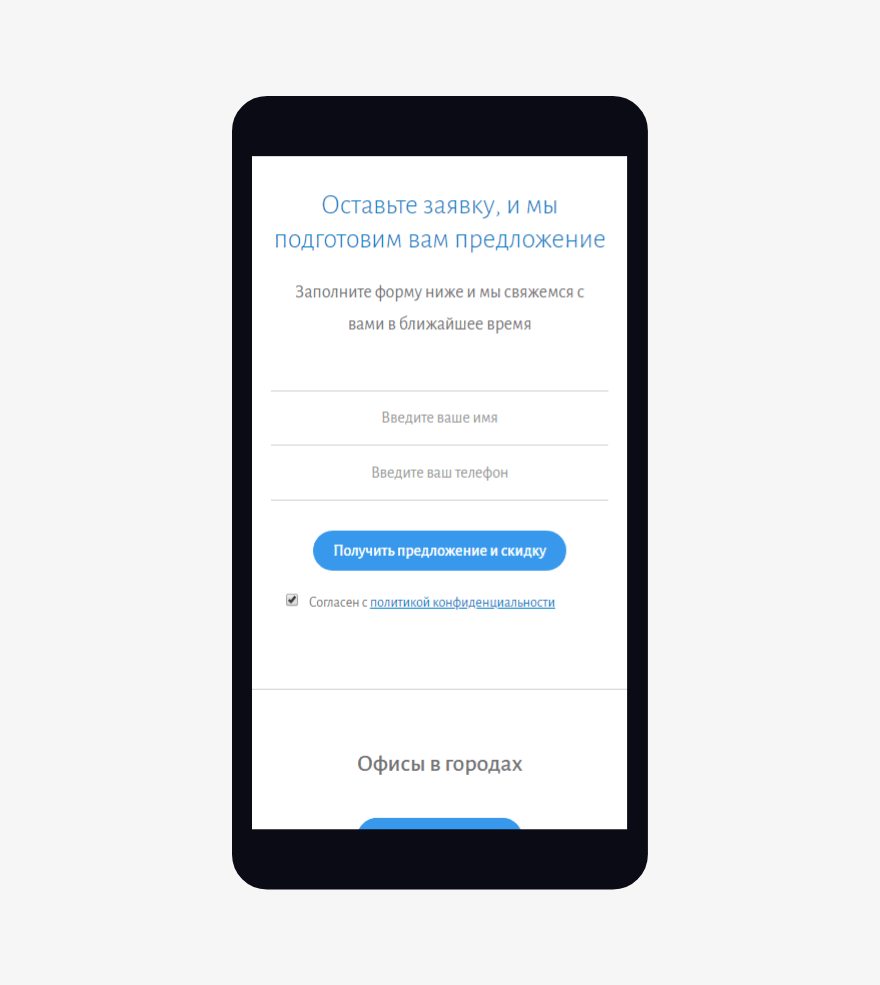 Оставьте заявку, и мы
подготовим вам предложение
Заполните форму ниже и мы свяжемся с
вами в ближайшее время
Введите ваше имя
Введите ваш телефон
Получить предложение и скидку
Согласен с политикой конфиденциальности
Офисы в городах